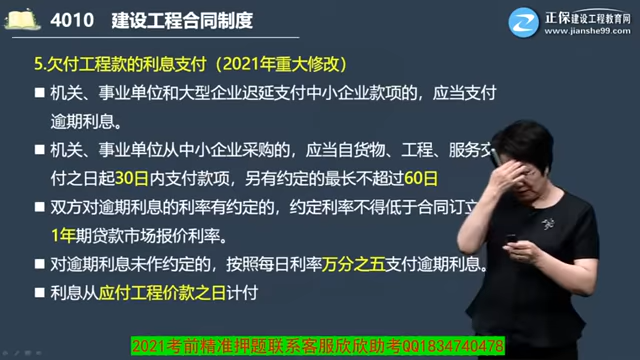 4010 建设工程合同制度
正保建设工程教育网
www.jianshe99.com
5.欠付工程款的利息支付（2021年重大修改）
■ 机关、事业单位和大型企业迟延支付中小企业款项的，应当支付
逾期利息。
■ 机关、事业单位从中小企业采购的，应当自货物、工程、服务交
付之日起30日内支付款项，另有约定的最长不超过60日
■ 双方对逾期利息的利率有约定的，约定利率不得低于合同订立
1年期贷款市场报价利率。
■ 对逾期利息未作约定的，按照每日利率万分之五支付逾期利息。
■ 利息从应付工程价款之日计付
2021考前精准押题联系客服欣欣助考QQ1834740478